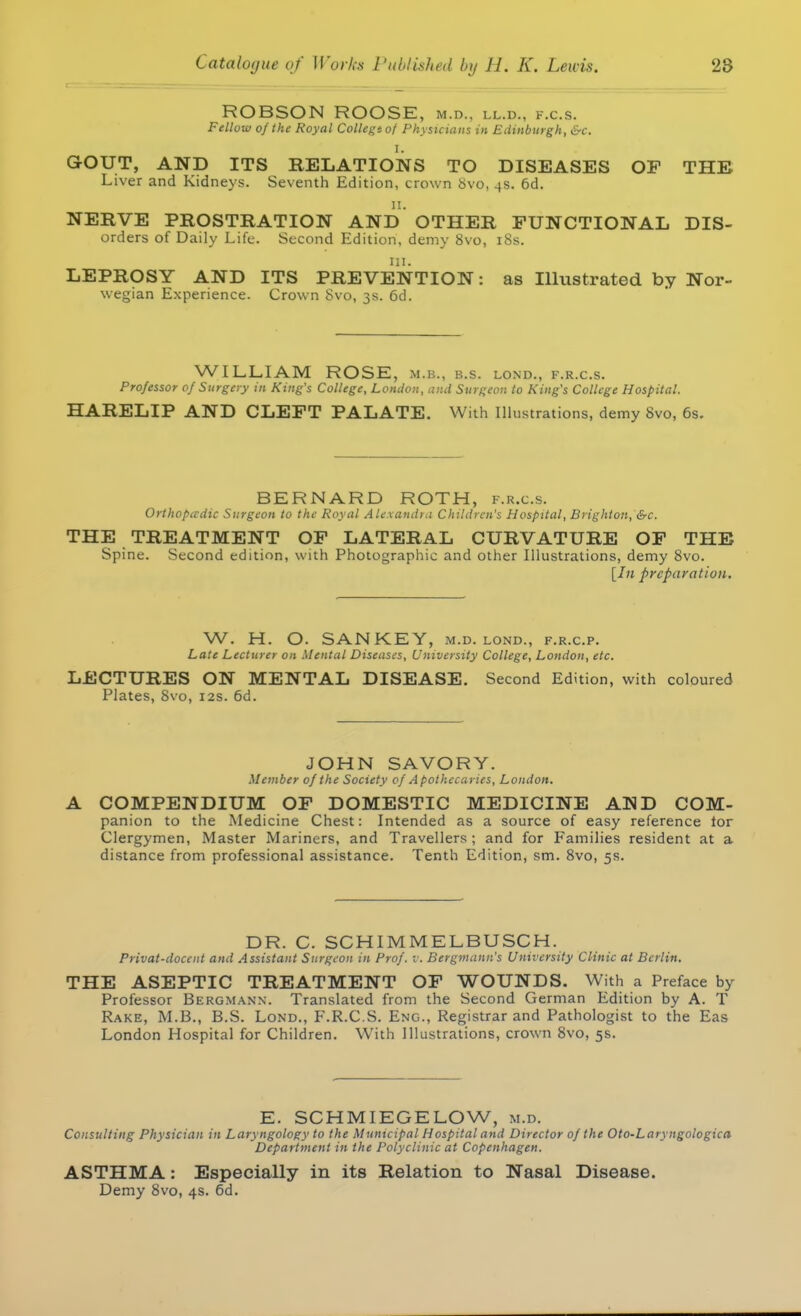 Catalogue of Works Published by H. K. Lewis. 23
ROBSON ROOSE, M.D., LL.D., F.C.S.
Fellow of the Royal College of Physicians in Edinburgh, &c.
I.
GOUT, AND ITS RELATIONS TO DISEASES OF THE
Liver and Kidneys. Seventh Edition, crown 8vo, 4s. 6d.
II.
NERVE PROSTRATION AND OTHER FUNCTIONAL DIS-
orders of Daily Life. Second Edition, demy 8vo, 18s.
III.
LEPROSY AND ITS PREVENTION: as Illustrated by Nor-
wegian Experience. Crown 8vo, 3s. 6d.
WILLIAM ROSE, M.B., B.S. LOND., F.R.C.S.
Professor of Surgery in King's College, London, and Surgeon to King's College Hospital.
HARELIP AND CLEFT PALATE. With Illustrations, demy 8vo, 6s.
BERNARD ROTH, F.R.C.S.
Orthopædic Surgeon to the Royal Alexandra Children's Hospital, Brighton, &c.
THE TREATMENT OF LATERAL CURVATURE OF THE
Spine. Second edition, with Photographic and other Illustrations, demy 8vo.
[In preparation.
W. H. O. SANKEY, M.D. LOND., F.R.C.P.
Late Lecturer on Mental Diseases, University College, London, etc.
LECTURES ON MENTAL DISEASE. Second Edition, with coloured
Plates, 8vo, 12s. 6d.
JOHN SAVORY.
Member of the Society of Apothecaries, London.
A COMPENDIUM OF DOMESTIC MEDICINE AND COM-
panion to the Medicine Chest: Intended as a source of easy reference for
Clergymen, Master Mariners, and Travellers; and for Families resident at a
distance from professional assistance. Tenth Edition, sm. 8vo, 5s.
DR. C. SCHIMMELBUSCH.
Privat-docent and Assistant Surgeon in Prof. v. Bergmann's University Clinic at Berlin.
THE ASEPTIC TREATMENT OF WOUNDS. With a Preface by
Professor BERGMANN. Translated from the Second German Edition by A. T
RAKE, M.B., B.S. LOND., F.R.C.S. ENG., Registrar and Pathologist to the Eas
London Hospital for Children. With Illustrations, crown 8vo, 5s.
E. SCHMIEGELOW, M.D.
Consulting Physician in Laryngology to the Municipal Hospital and Director of the Oto-Laryngologica
Department in the Polyclinic at Copenhagen.
ASTHMA: Especially in its Relation to Nasal Disease.
Demy 8vo, 4s. 6d.